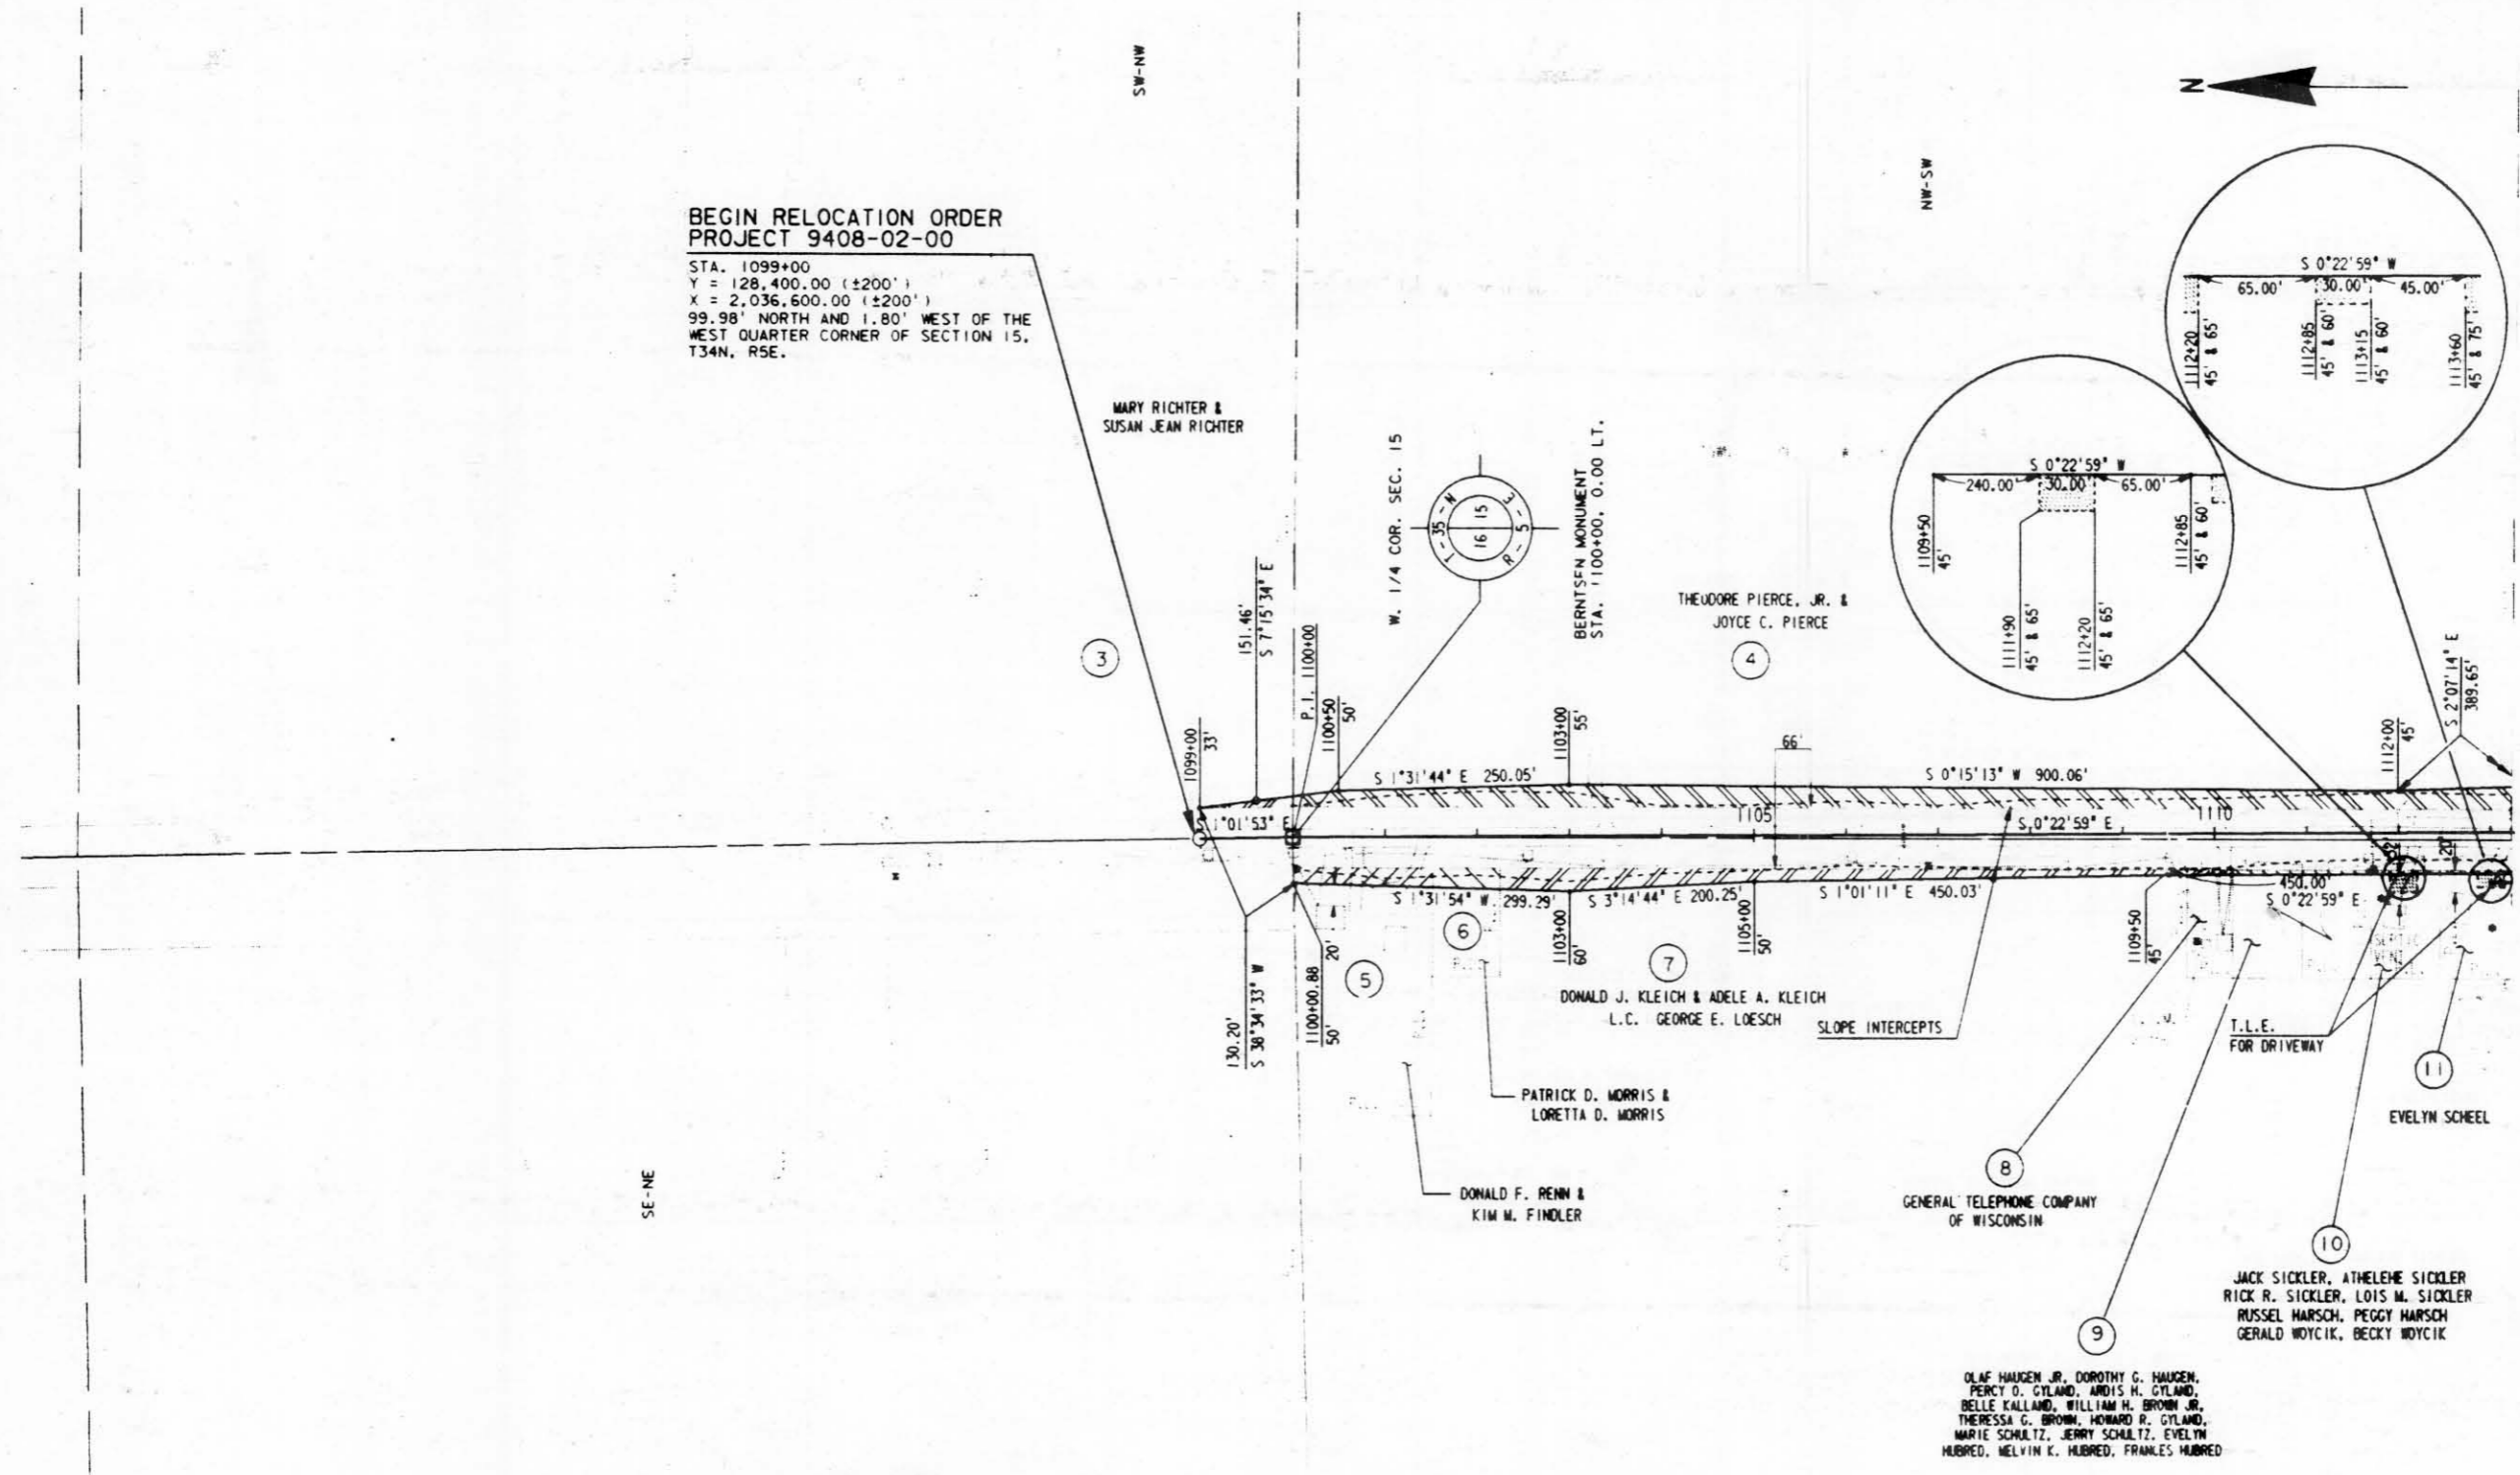 SW-NW
N
NW-SW
BEGIN RELOCATION ORDER
PROJECT 9408-02-00
STA. 1099+00
Y = 128,400.00 (±200')
X = 2,036,600.00 (±200')
99.98' NORTH AND 1.80' WEST OF THE
WEST QUARTER CORNER OF SECTION 15,
T34N, R5E.
S 0°22'59" W
65.00'
30.00'
45.00'
1112+20
45' & 65'
1112+85
45' & 60'
1113+15
45' & 60'
1113+60
45' & 75'
MARY RICHTER &
SUSAN JEAN RICHTER
3
W. 1/4 COR. SEC. 15
T-35-N
R-5-E
16
15
BERNTSEN MONUMENT
STA. 1100+00, 0.00 LT.
S 0°22'59" W
240.00'
30.00'
65.00'
1109+50
45'
1111+90
45' & 65'
1112+20
45' & 65'
1112+85
45' & 60'
THEODORE PIERCE, JR. &
JOYCE C. PIERCE
4
1099+00
33'
151.46'
S 7°15'34" E
P.I. 1100+00
1100+50
50'
1103+00
55'
66'
1112+00
45'
S 2°07'14" E
389.65'
S 1°31'44" E 250.05'
S 0°15'13" W 900.06'
S 1°01'53" E
1105
1110
S 0°22'59" E
20'
S 1°31'54" W 299.29'
S 3°14'44" E 200.25'
S 1°01'11" E 450.03'
450.00'
S 0°22'59" E
130.20'
S 38°34'33" W
1100+00.88
50'
20'
5
6
1103+00
60'
7
1105+00
50'
1109+50
45'
SEPTIC
VENT
DONALD J. KLEICH & ADELE A. KLEICH
L.C. GEORGE E. LOESCH
SLOPE INTERCEPTS
T.L.E.
FOR DRIVEWAY
11
EVELYN SCHEEL
PATRICK D. MORRIS &
LORETTA D. MORRIS
SE-NE
DONALD F. RENN &
KIM M. FINDLER
8
GENERAL TELEPHONE COMPANY
OF WISCONSIN
10
JACK SICKLER, ATHELENE SICKLER
RICK R. SICKLER, LOIS M. SICKLER
RUSSEL HARSCH, PEGGY HARSCH
GERALD WOYCIK, BECKY WOYCIK
9
OLAF HAUGEN JR, DOROTHY G. HAUGEN,
PERCY O. GYLAND, ARDIS H. GYLAND,
BELLE KALLAND, WILLIAM H. BROWN JR,
THERESSA G. BROWN, HOWARD R. GYLAND,
MARIE SCHULTZ, JERRY SCHULTZ, EVELYN
HUBRED, MELVIN K. HUBRED, FRANCES HUBRED